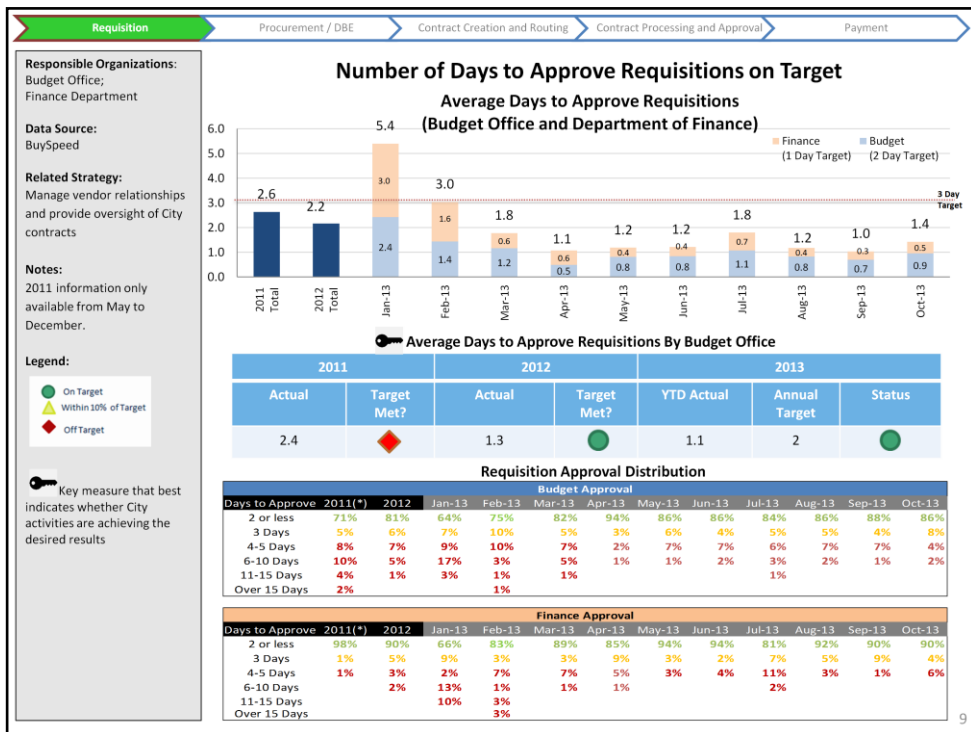 Requisition
Procurement / DBE
Contract Creation and Routing
Contract Processing and Approval
Payment
Responsible Organizations:
Budget Office;
Finance Department
Data Source:
BuySpeed
Related Strategy:
Manage vendor relationships
and provide oversight of City
contracts
Notes:
2011 information only
available from May to
December.
Legend:
On Target
Within 10% of Target
Off Target
Key measure that best
indicates whether City
activities are achieving the
desired results
Number of Days to Approve Requisitions on Target
Average Days to Approve Requisitions
(Budget Office and Department of Finance)
Finance
(1 Day Target)
Budget
(2 Day Target)
6.0
5.0
4.0
3.0
2.0
1.0
0.0
3 Day
Target
2.6
2.2
5.4
3.0
1.8
1.1
1.2
1.2
1.8
1.2
1.0
1.4
3.0
1.6
0.6
0.6
0.4
0.4
0.7
0.4
0.3
0.5
2.4
1.4
1.2
0.5
0.8
0.8
1.1
0.8
0.7
0.9
2011
Total
2012
Total
Jan-13
Feb-13
Mar-13
Apr-13
May-13
Jun-13
Jul-13
Aug-13
Sep-13
Oct-13
Average Days to Approve Requisitions By Budget Office
2011 2012 2013
Actual Target Met? Actual Target Met? YTD Actual Annual Target Status
2.4 1.3 1.1 2
Requisition Approval Distribution
Budget Approval
Days to Approve 2011(*) 2012 Jan-13 Feb-13 Mar-13 Apr-13 May-13 Jun-13 Jul-13 Aug-13 Sep-13 Oct-13
2 or less 71% 81% 64% 75% 82% 94% 86% 86% 84% 86% 88% 86%
3 Days 5% 6% 7% 10% 5% 3% 6% 4% 5% 5% 4% 8%
4-5 Days 8% 7% 9% 10% 7% 2% 7% 7% 6% 7% 7% 4%
6-10 Days 10% 5% 17% 3% 5% 1% 1% 2% 3% 2% 1% 2%
11-15 Days 4% 1% 3% 1% 1% 1%
Over 15 Days 2% 1%
Finance Approval
Days to Approve 2011(*) 2012 Jan-13 Feb-13 Mar-13 Apr-13 May-13 Jun-13 Jul-13 Aug-13 Sep-13 Oct-13
2 or less 98% 90% 66% 83% 89% 85% 94% 94% 81% 92% 90% 90%
3 Days 1% 5% 9% 3% 3% 9% 3% 2% 7% 5% 9% 4%
4-5 Days 1% 3% 2% 7% 7% 5% 3% 4% 11% 3% 1% 6%
6-10 Days 2% 13% 1% 1% 1% 2%
11-15 Days 10% 3%
Over 15 Days 3%
9